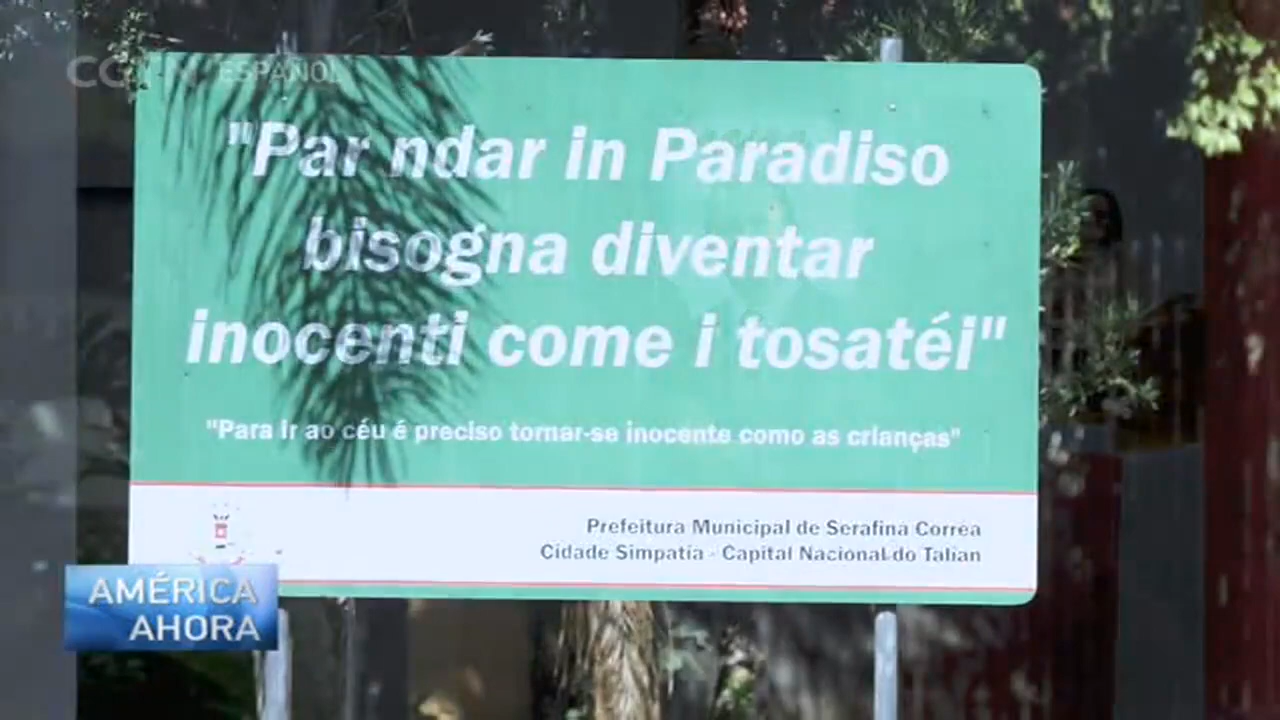 CGTN ESPAÑOL
"Par ndar in Paradiso
bisogna diventar
inocenti come i tosatéi"
"Para ir ao céu é preciso tornar-se inocente como as crianças"
Prefeitura Municipal de Serafina Corrêa
Cidade Simpatia - Capital Nacional do Talian
AMÉRICA
AHORA